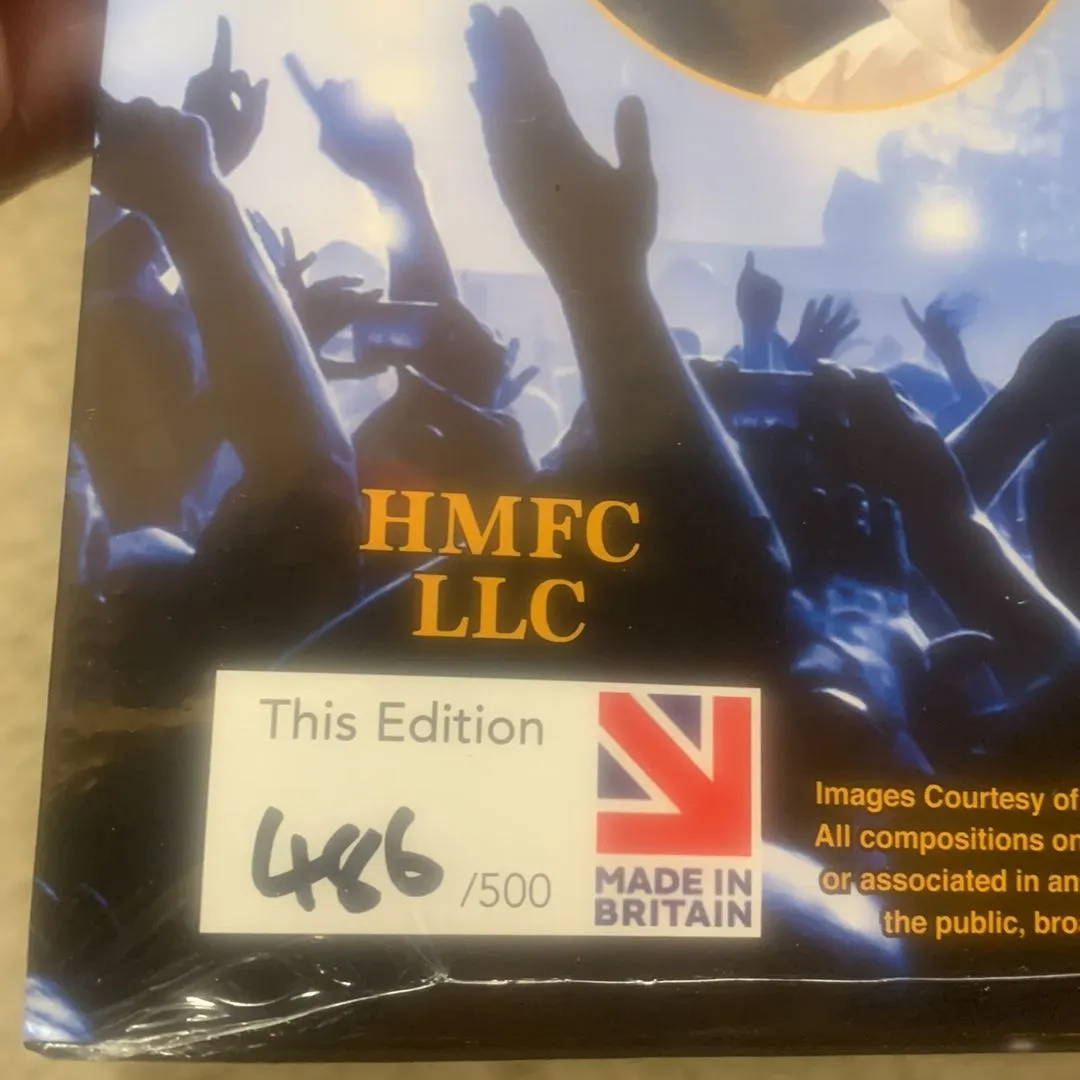 HMFC
LLC
This Edition
486 /500
MADE IN
BRITAIN
Images Courtesy of
All compositions on
or associated in an
the public, bro